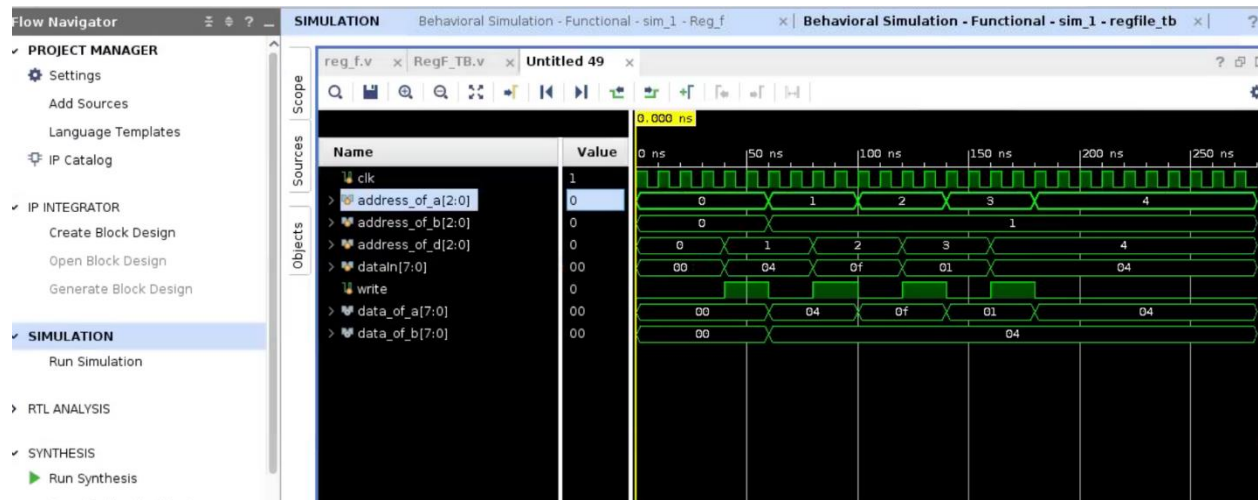 Flow Navigator
SIMULATION
Behavioral Simulation - Functional - sim_1 - Reg_f
Behavioral Simulation - Functional - sim_1 - regfile_tb
PROJECT MANAGER
Settings
Add Sources
Language Templates
IP Catalog
IP INTEGRATOR
Create Block Design
Open Block Design
Generate Block Design
SIMULATION
Run Simulation
RTL ANALYSIS
SYNTHESIS
Run Synthesis
Scope
Sources
Objects
reg_f.v
RegF_TB.v
Untitled 49
0.000 ns
Name Value 0 ns 50 ns 100 ns 150 ns 200 ns 250 ns
clk 1
address_of_a[2:0] 0 0 1 2 3 4
address_of_b[2:0] 0 0 1
address_of_d[2:0] 0 0 1 2 3 4
dataIn[7:0] 00 00 04 0f 01 04
write 0
data_of_a[7:0] 00 00 04 0f 01 04
data_of_b[7:0] 00 00 04